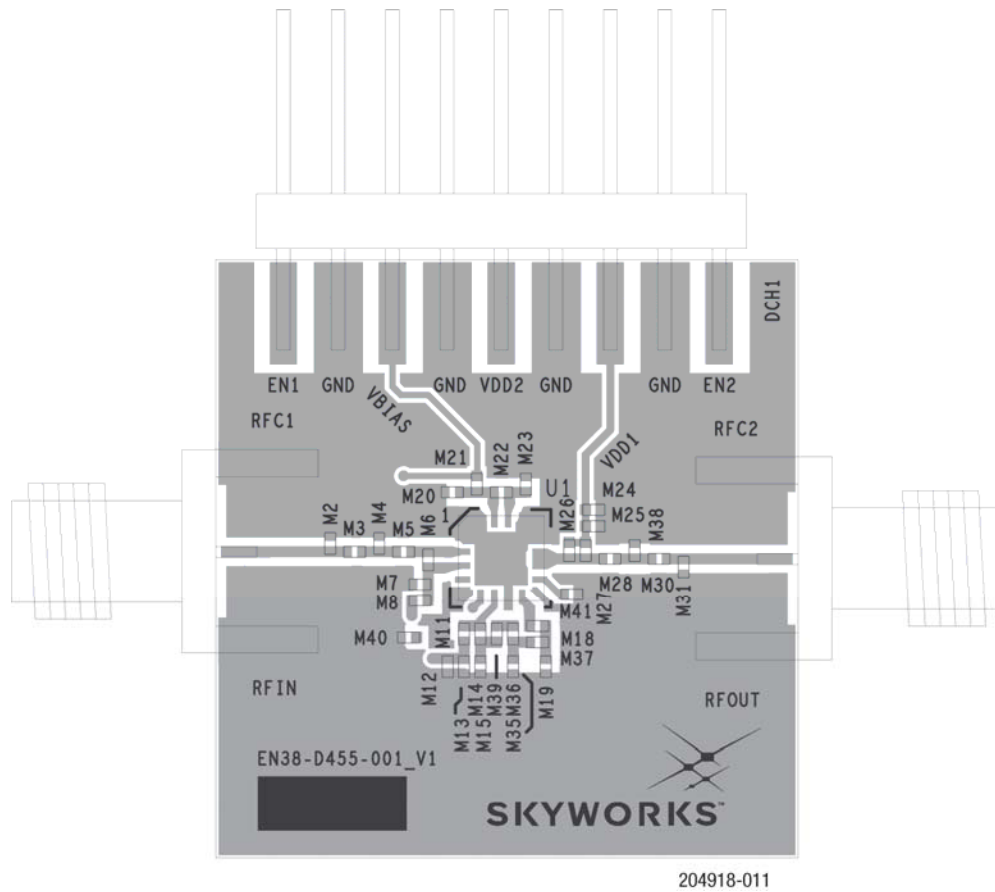 DCH1
EN1
GND
GND
VDD2
GND
GND
EN2
VBIAS
RFC1
RFC2
VDD1
M23
M22
M21
M20
U1
M24
M25
M26
M38
M2
M4
M6
1
M3
M5
M7
M8
M28
M30
M31
M27
M41
M40
M11
M18
M37
M12
M14
M39
M36
M19
M13
M15
M35
RFIN
RFOUT
EN38-D455-001_V1
SKYWORKS™
204918-011